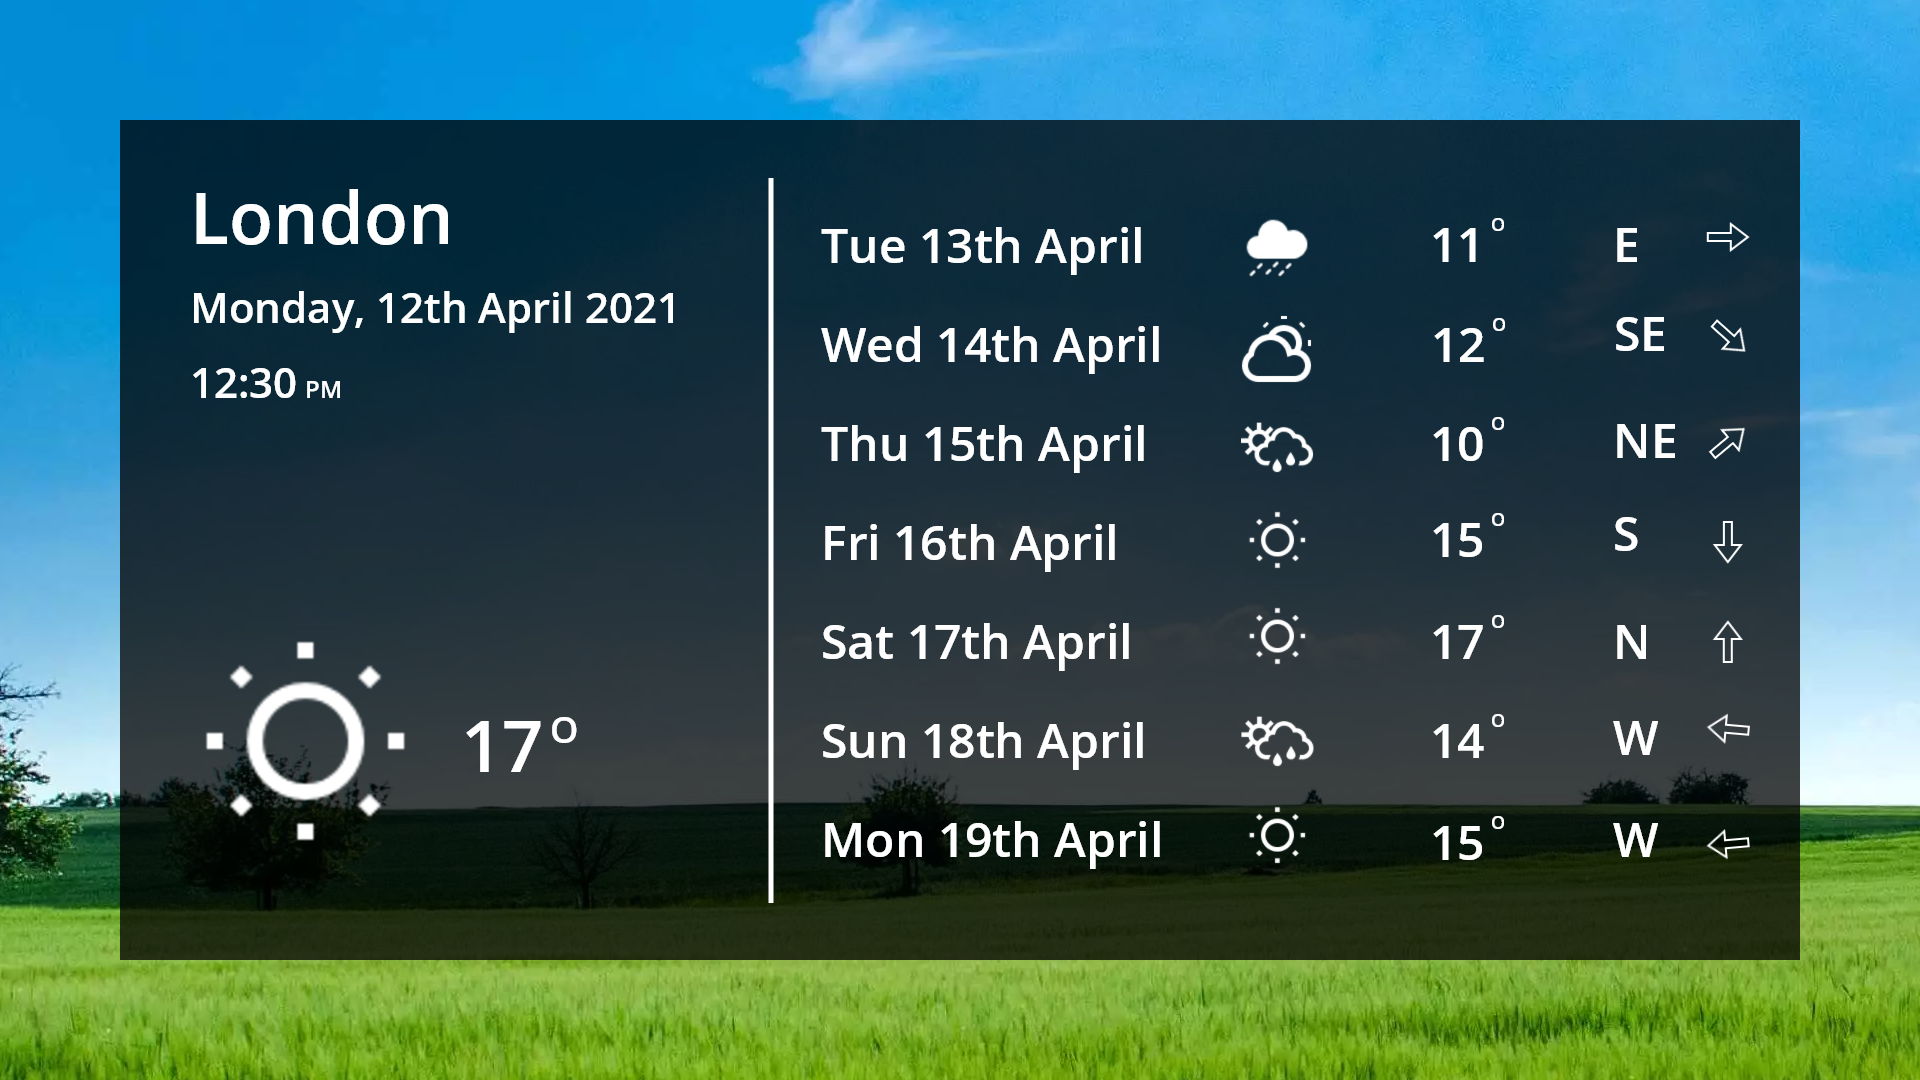 London
Monday, 12th April 2021
12:30 PM
17°
Tue 13th April 11° E
Wed 14th April 12° SE
Thu 15th April 10° NE
Fri 16th April 15° S
Sat 17th April 17° N
Sun 18th April 14° W
Mon 19th April 15° W